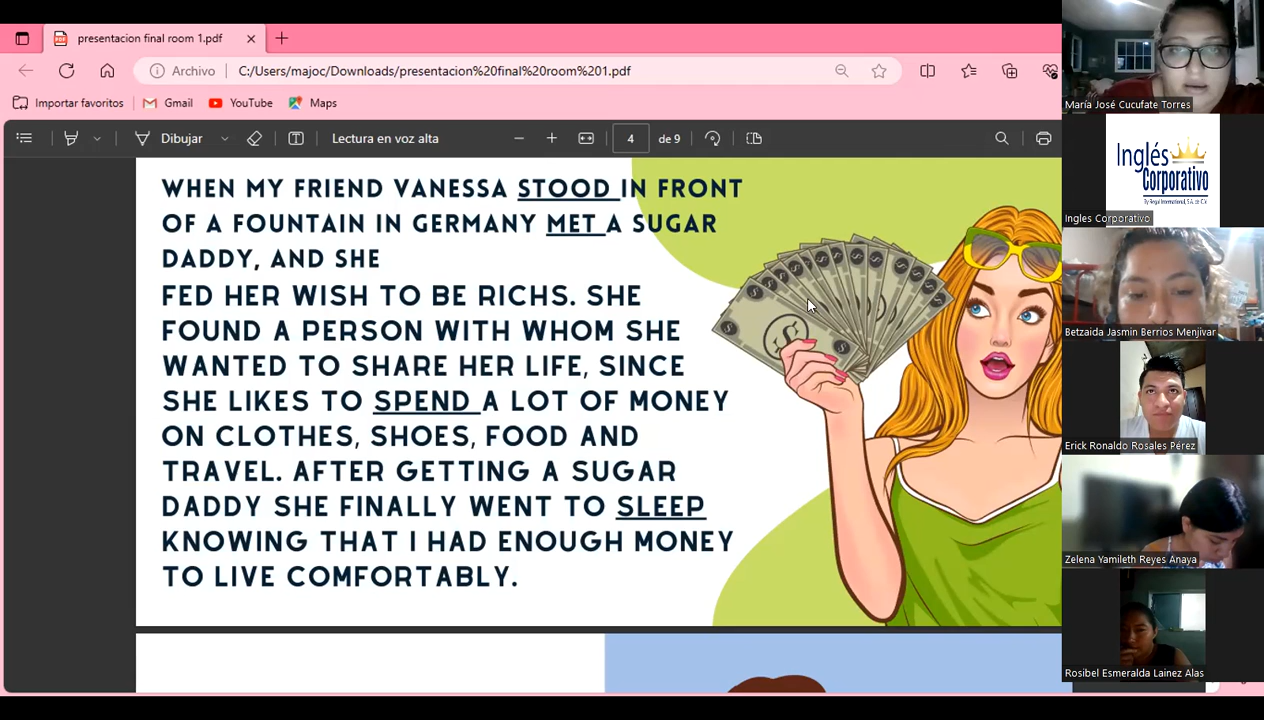 presentacion final room 1.pdf
Archivo
C:/Users/majoc/Downloads/presentacion%20final%20room%201.pdf
Importar favoritos
Gmail
YouTube
Maps
Dibujar
Lectura en voz alta
4
de 9
WHEN MY FRIEND VANESSA STOOD IN FRONT
OF A FOUNTAIN IN GERMANY MET A SUGAR
DADDY, AND SHE
FED HER WISH TO BE RICHS. SHE
FOUND A PERSON WITH WHOM SHE
WANTED TO SHARE HER LIFE, SINCE
SHE LIKES TO SPEND A LOT OF MONEY
ON CLOTHES, SHOES, FOOD AND
TRAVEL. AFTER GETTING A SUGAR
DADDY SHE FINALLY WENT TO SLEEP
KNOWING THAT I HAD ENOUGH MONEY
TO LIVE COMFORTABLY.
María José Cucufate Torres
Inglés
Corporativo
By Regal International, S.A. de C.V.
Ingles Corporativo
Betzaida Jasmin Berrios Menjivar
Erick Ronaldo Rosales Pérez
Zelena Yamileth Reyes Anaya
Rosibel Esmeralda Lainez Alas